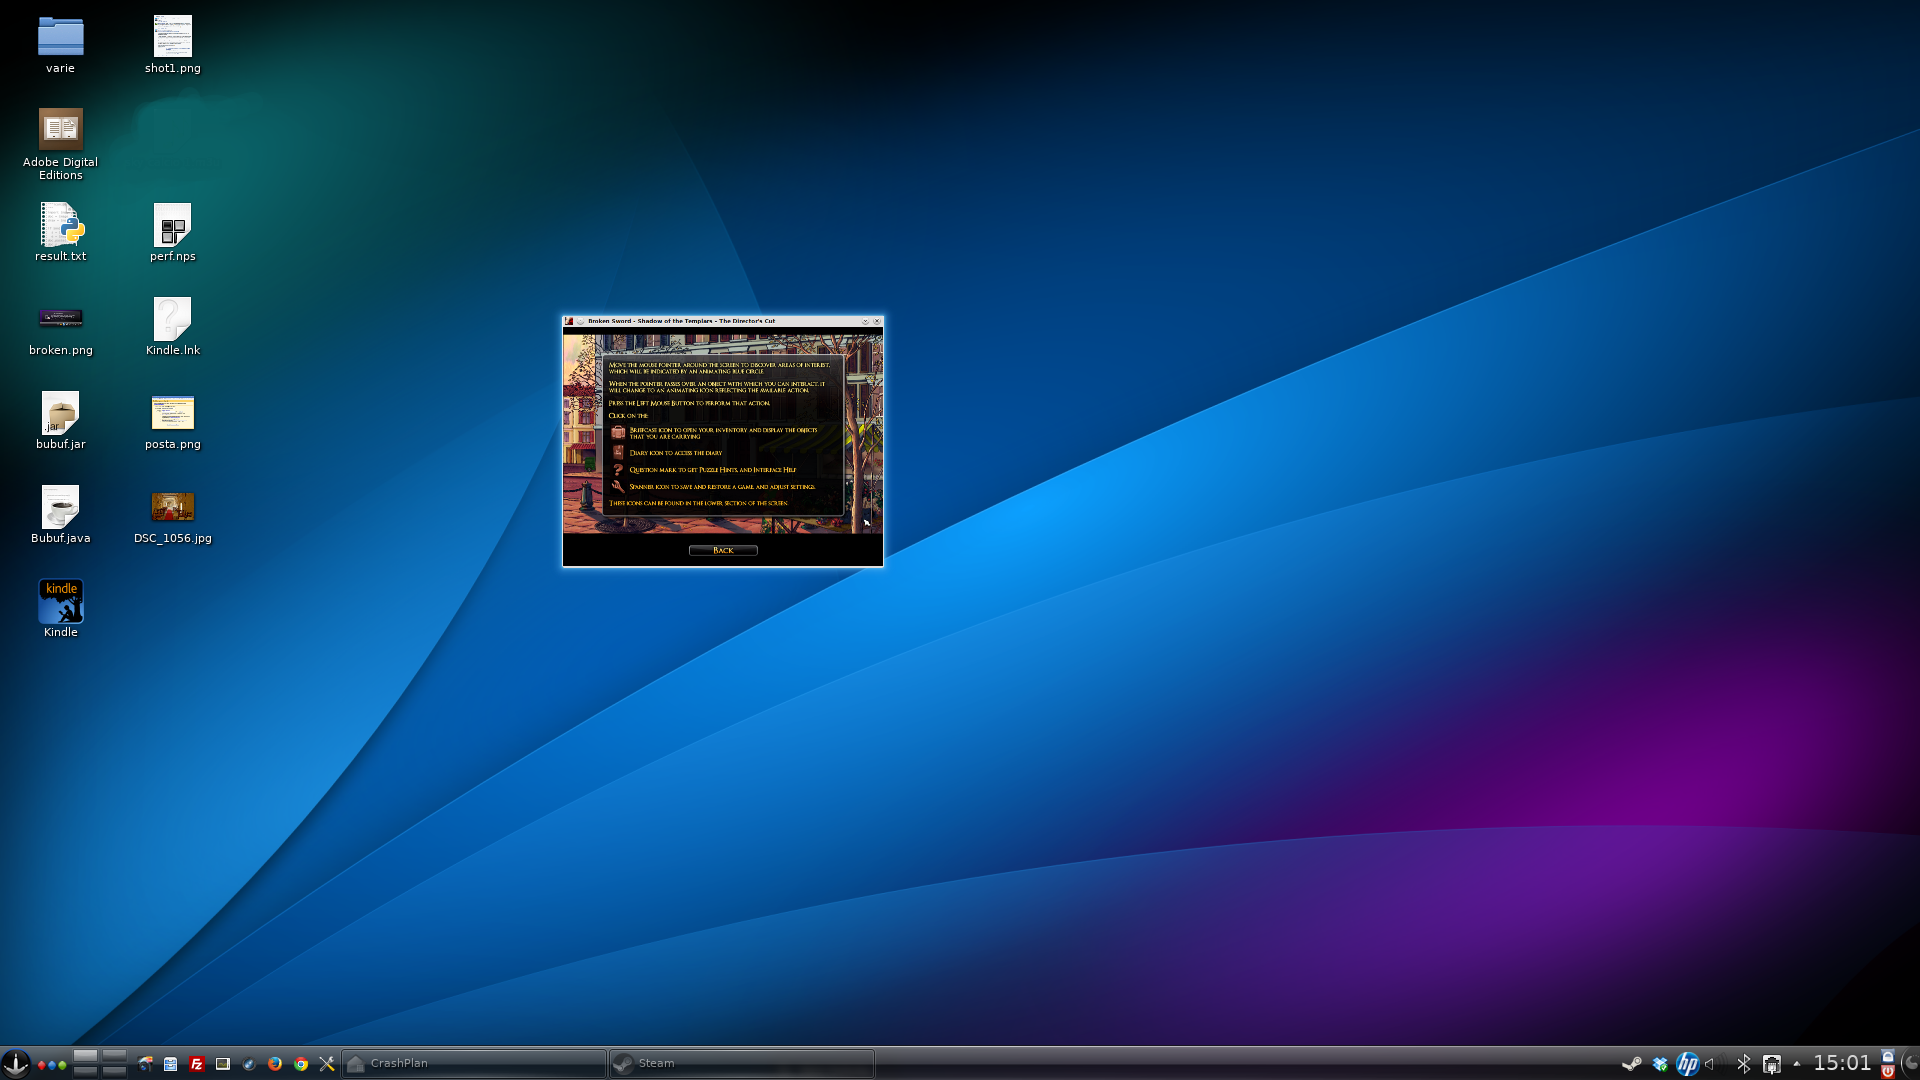 varie
shot1.png
Adobe Digital
Editions
result.txt
perf.nps
broken.png
Kindle.lnk
.jar
bubuf.jar
posta.png
Bubuf.java
DSC_1056.jpg
kindle
Kindle
Broken Sword - Shadow of the Templars - The Director's Cut
Move the mouse pointer around the screen to discover areas of interest,
which will be indicated by an animating blue circle.
When the pointer passes over an object with which you can interact, it
will change to an animating icon reflecting the available action.
Press the Left Mouse Button to perform that action.
Click on the:
Briefcase icon to open your inventory and display the objects
that you are carrying
Diary icon to access the diary
? Question mark to get Puzzle Hints, and Interface Help
Spanner icon to save and restore a game and adjust settings.
These icons can be found in the lower section of the screen.
Back
Fz
CrashPlan
Steam
hp
15:01